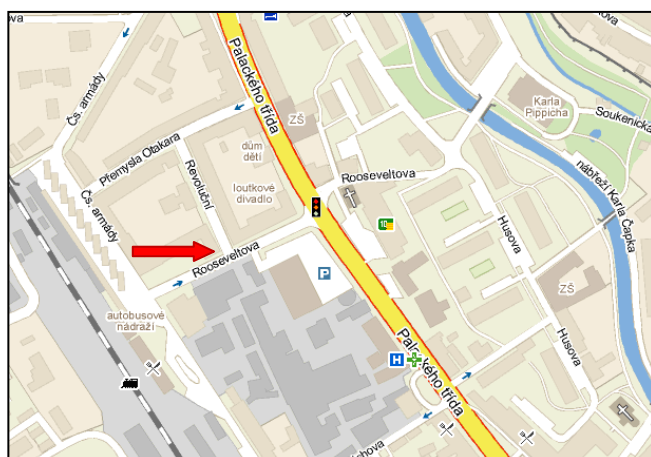 Palackého třída
Čs. armády
ZŠ
Karla
Pippicha
Soukenická
Přemysla Otakara
dům
dětí
Revoluční
loutkové
divadlo
Rooseveltova
nábřeží Karla Čapka
Čs. armády
Husova
Rooseveltova
P
ZŠ
autobusové
nádraží
Palackého třída
Husova
H